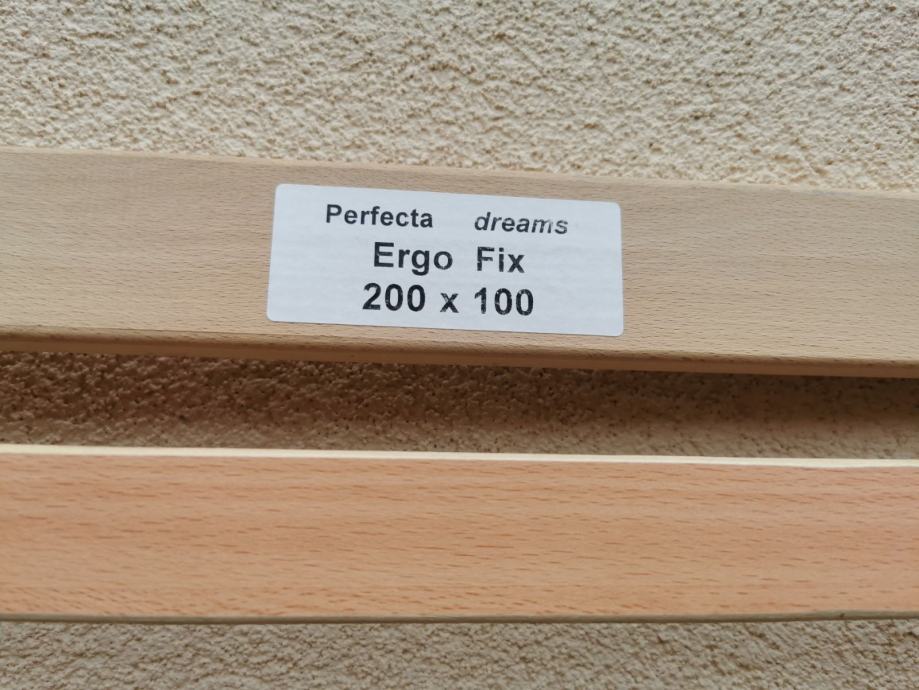 Perfecta dreams
Ergo Fix
200 x 100